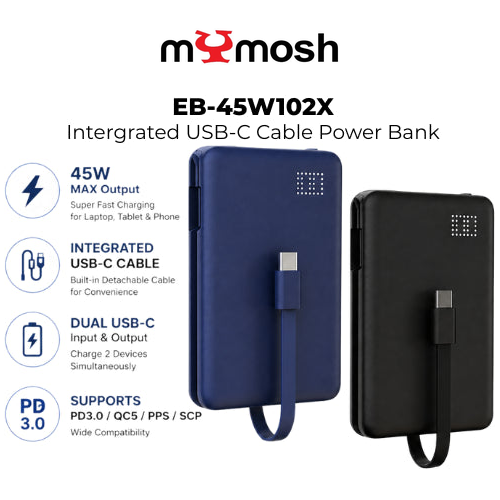 mymosh
EB-45W102X
Intergrated USB-C Cable Power Bank
45W
MAX Output
Super Fast Charging
for Laptop, Tablet & Phone
INTEGRATED
USB-C CABLE
Built-in Detachable Cable
for Convenience
DUAL USB-C
Input & Output
Charge 2 Devices
Simultaneously
PD
3.0
SUPPORTS
PD3.0 / QC5 / PPS / SCP
Wide Compatibility